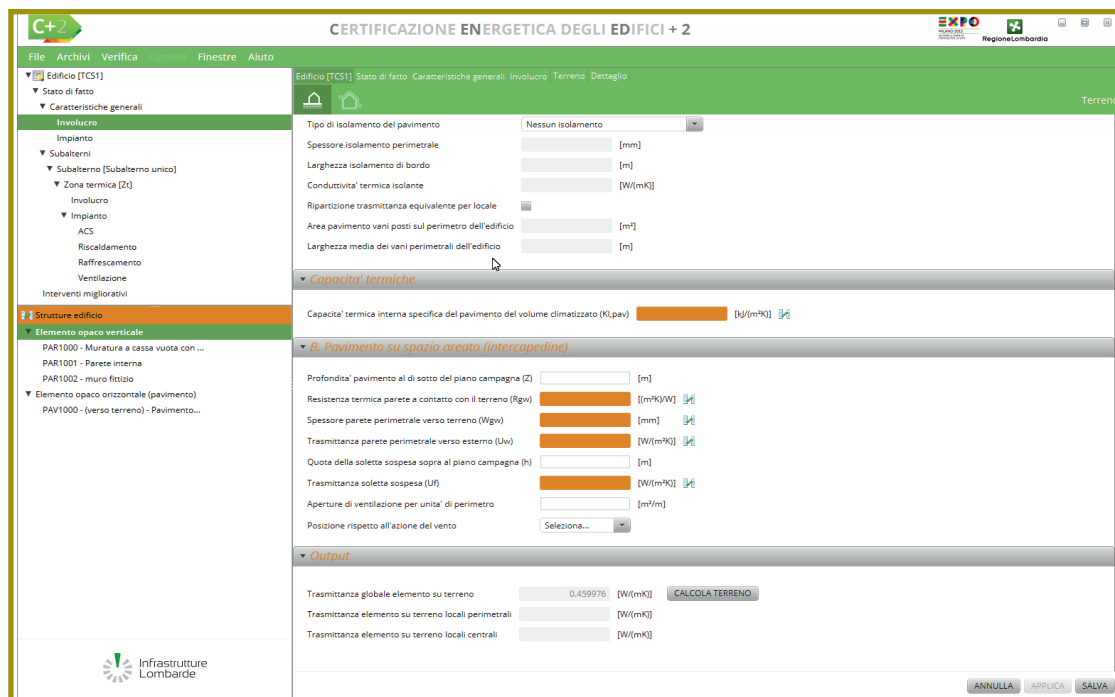 C+2
CERTIFICAZIONE ENERGETICA DEGLI EDIFICI + 2
EXPO
MILANO 2015
RegioneLombardia
File Archivi Verifica Opzioni Finestre Aiuto
Edificio [TCS1]
Stato di fatto
Caratteristiche generali
Involucro
Impianto
Subalterni
Subalterno [Subalterno unico]
Zona termica [Zt]
Involucro
Impianto
ACS
Riscaldamento
Raffrescamento
Ventilazione
Interventi migliorativi
Strutture edificio
Elemento opaco verticale
PAR1000 - Muratura a cassa vuota con ...
PAR1001 - Parete interna
PAR1002 - muro fittizio
Elemento opaco orizzontale (pavimento)
PAV1000 - (verso terreno) - Pavimento...
Infrastrutture
Lombarde
Edificio [TCS1] Stato di fatto Caratteristiche generali Involucro Terreno Dettaglio
Terreno
Tipo di isolamento del pavimento Nessun isolamento
Spessore isolamento perimetrale [mm]
Larghezza isolamento di bordo [m]
Conduttivita' termica isolante [W/(mK)]
Ripartizione trasmittanza equivalente per locale
Area pavimento vani posti sul perimetro dell'edificio [m²]
Larghezza media dei vani perimetrali dell'edificio [m]
Capacita' termiche
Capacita' termica interna specifica del pavimento del volume climatizzato (Kl,pav) [kJ/(m²K)]
B. Pavimento su spazio areato (intercapedine)
Profondita' pavimento al di sotto del piano campagna (Z) [m]
Resistenza termica parete a contatto con il terreno (Rgw) [(m²K)/W]
Spessore parete perimetrale verso terreno (Wgw) [mm]
Trasmittanza parete perimetrale verso esterno (Uw) [W/(m²K)]
Quota della soletta sospesa sopra al piano campagna (h) [m]
Trasmittanza soletta sospesa (Uf) [W/(m²K)]
Aperture di ventilazione per unita' di perimetro [m²/m]
Posizione rispetto all'azione del vento Seleziona...
Output
Trasmittanza globale elemento su terreno 0.459976 [W/(mK)] CALCOLA TERRENO
Trasmittanza elemento su terreno locali perimetrali [W/(mK)]
Trasmittanza elemento su terreno locali centrali [W/(mK)]
ANNULLA APPLICA SALVA